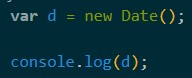 var d = new Date();
console.log(d);